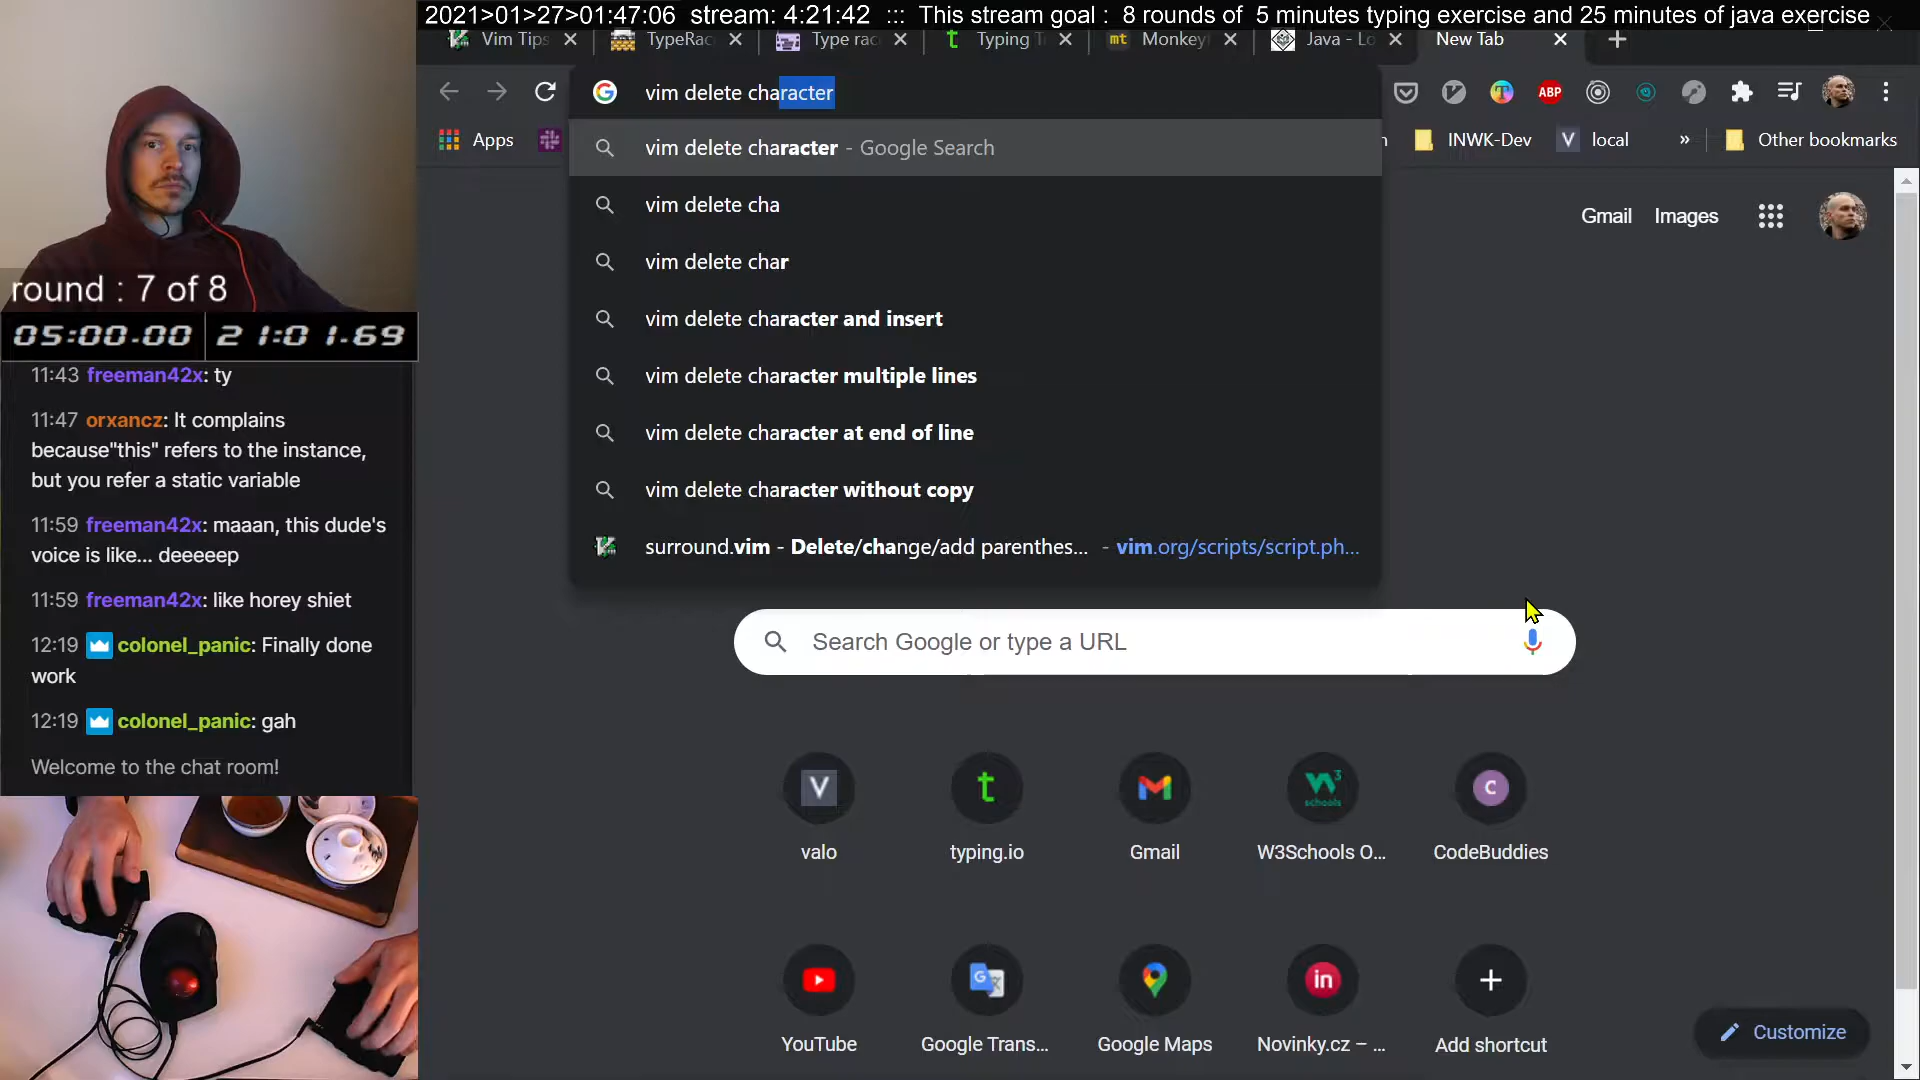 2021>01>27>01:47:06 stream: 4:21:42 ::: This stream goal : 8 rounds of 5 minutes typing exercise and 25 minutes of java exercise
Vim Tips
TypeRac
Type rac
Typing T
Monkey
Java - Lo
New Tab
vim delete character
ABP
Apps
INWK-Dev
local
»
Other bookmarks
vim delete character - Google Search
vim delete cha
vim delete char
vim delete character and insert
vim delete character multiple lines
vim delete character at end of line
vim delete character without copy
surround.vim - Delete/change/add parenthes... - vim.org/scripts/script.ph...
Gmail
Images
Search Google or type a URL
valo
typing.io
Gmail
W3Schools O...
CodeBuddies
YouTube
Google Trans...
Google Maps
Novinky.cz – ...
Add shortcut
Customize
round : 7 of 8
05:00.00
21:01.69
11:43 freeman42x: ty
11:47 orxancz: It complains
because"this" refers to the instance,
but you refer a static variable
11:59 freeman42x: maaan, this dude's
voice is like... deeeeep
11:59 freeman42x: like horey shiet
12:19 colonel_panic: Finally done
work
12:19 colonel_panic: gah
Welcome to the chat room!